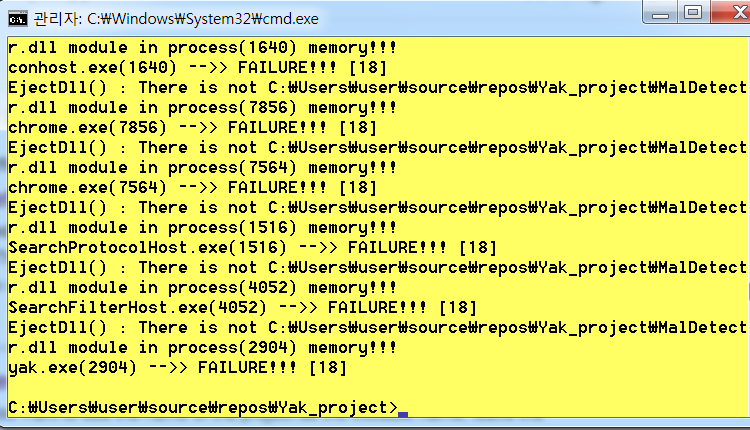 관리자: C:₩Windows₩System32₩cmd.exe
r.dll module in process(1640) memory!!!
conhost.exe(1640) -->> FAILURE!!! [18]
EjectDll() : There is not C:₩Users₩user₩source₩repos₩Yak_project₩MalDetect
r.dll module in process(7856) memory!!!
chrome.exe(7856) -->> FAILURE!!! [18]
EjectDll() : There is not C:₩Users₩user₩source₩repos₩Yak_project₩MalDetect
r.dll module in process(7564) memory!!!
chrome.exe(7564) -->> FAILURE!!! [18]
EjectDll() : There is not C:₩Users₩user₩source₩repos₩Yak_project₩MalDetect
r.dll module in process(1516) memory!!!
SearchProtocolHost.exe(1516) -->> FAILURE!!! [18]
EjectDll() : There is not C:₩Users₩user₩source₩repos₩Yak_project₩MalDetect
r.dll module in process(4052) memory!!!
SearchFilterHost.exe(4052) -->> FAILURE!!! [18]
EjectDll() : There is not C:₩Users₩user₩source₩repos₩Yak_project₩MalDetect
r.dll module in process(2904) memory!!!
yak.exe(2904) -->> FAILURE!!! [18]
C:₩Users₩user₩source₩repos₩Yak_project>